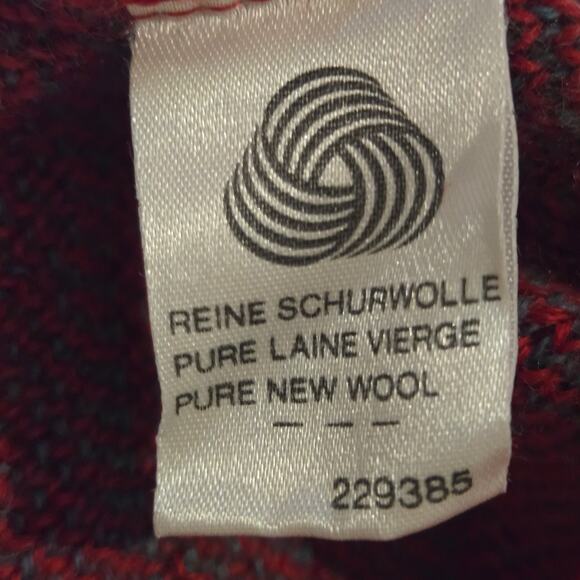 REINE SCHURWOLLE
PURE LAINE VIERGE
PURE NEW WOOL
— — —
229385